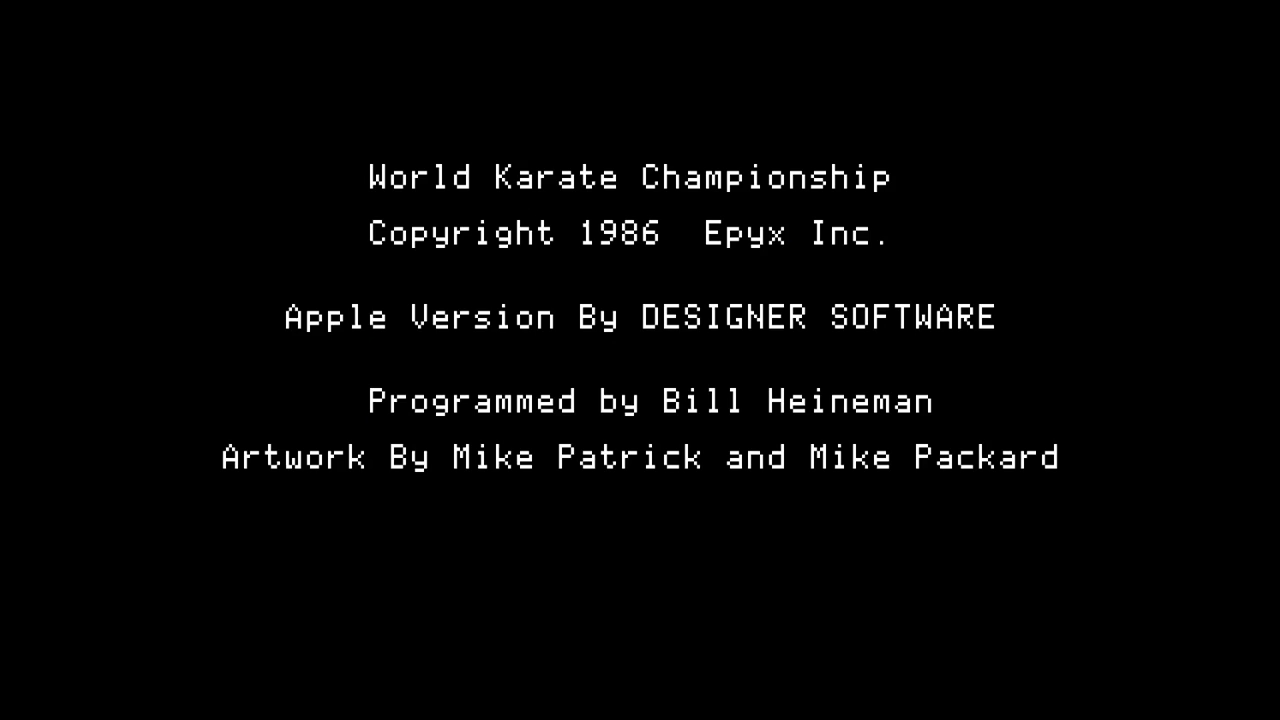 World Karate Championship
Copyright 1986  Epyx Inc.
Apple Version By DESIGNER SOFTWARE
Programmed by Bill Heineman
Artwork By Mike Patrick and Mike Packard